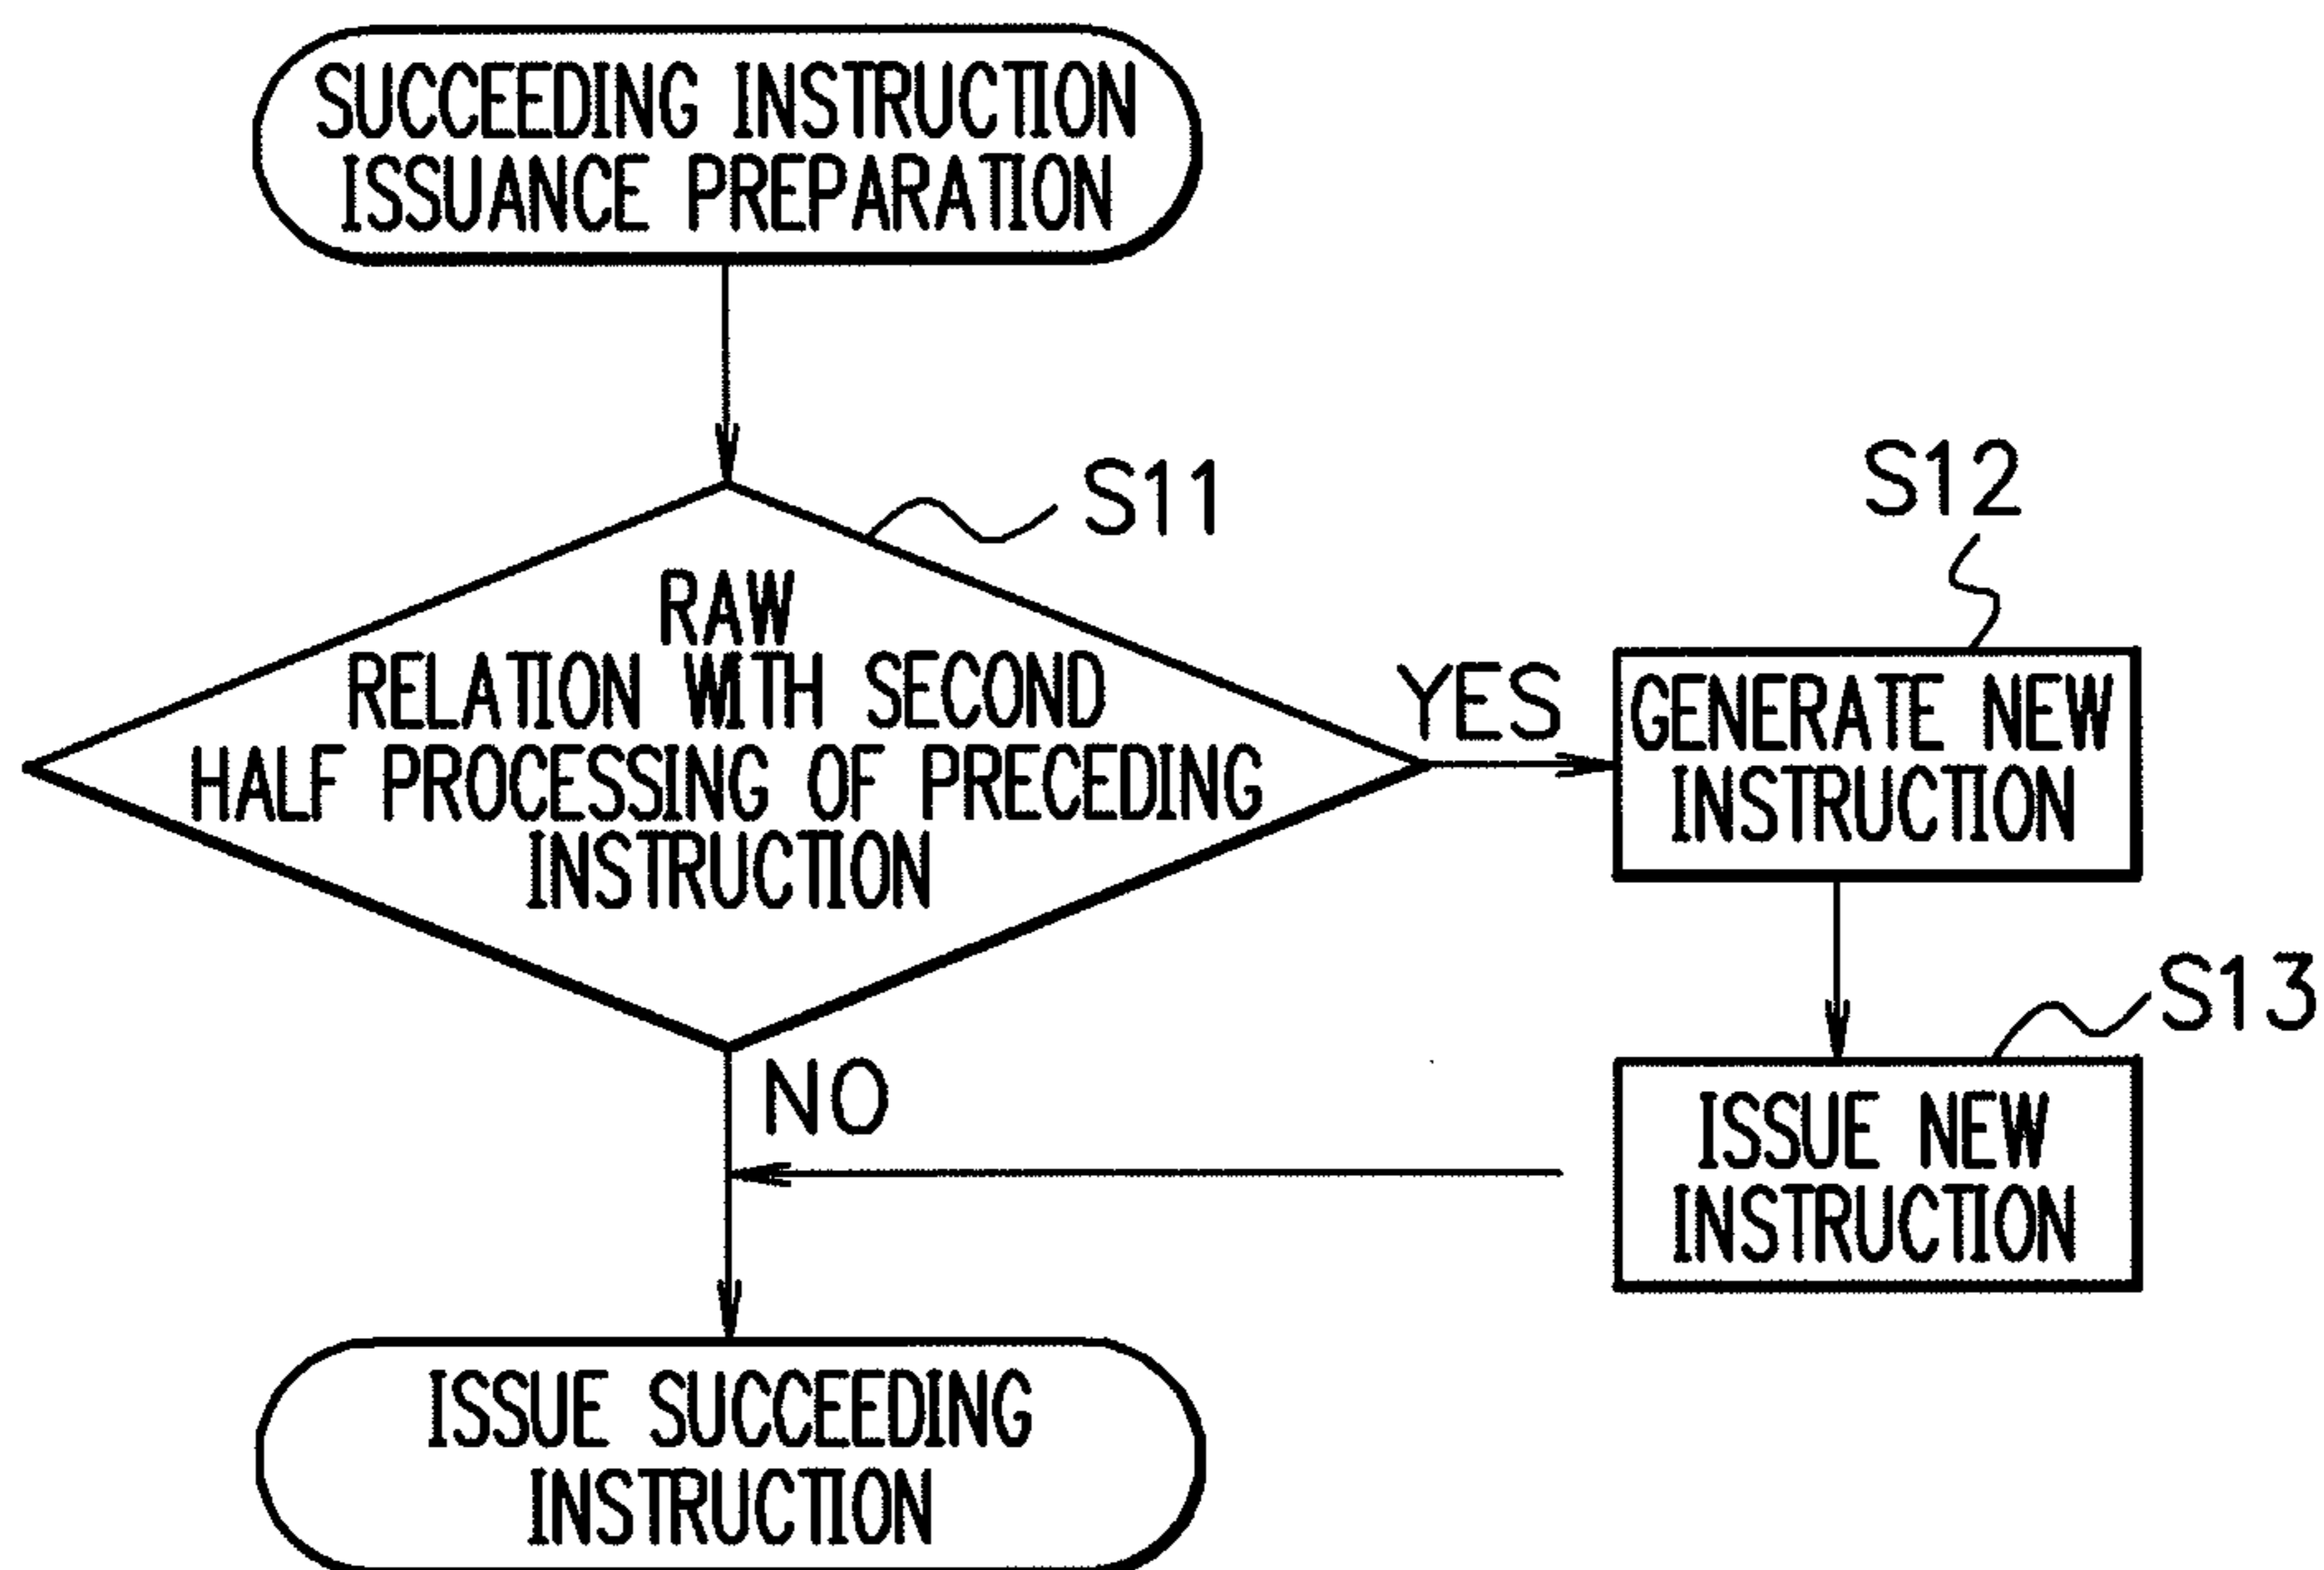 SUCCEEDING INSTRUCTION
ISSUANCE PREPARATION
S11
RAW
RELATION WITH SECOND
HALF PROCESSING OF PRECEDING
INSTRUCTION
YES
S12
GENERATE NEW
INSTRUCTION
S13
ISSUE NEW
INSTRUCTION
NO
ISSUE SUCCEEDING
INSTRUCTION